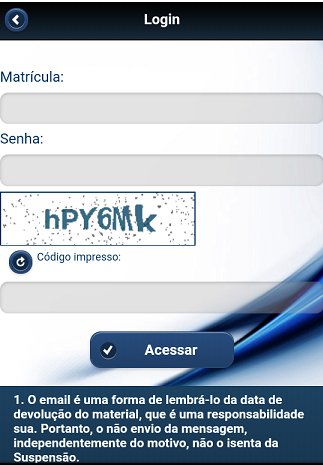 Login
Matrícula:
Senha:
hPY6Mk
Código impresso:
Acessar
1. O email é uma forma de lembrá-lo da data de
devolução do material, que é uma responsabilidade
sua. Portanto, o não envio da mensagem,
independentemente do motivo, não o isenta da
Suspensão.